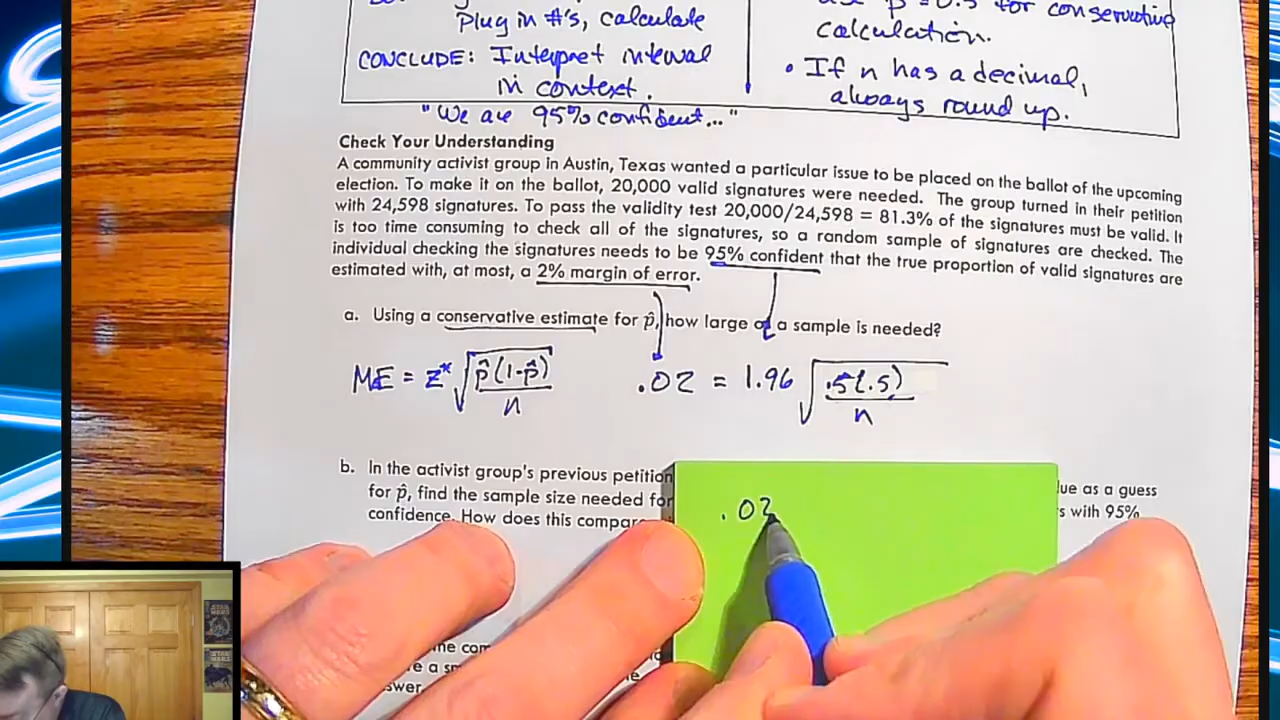 Plug in #'s, calculate
CONCLUDE: Interpret interval
in context.
"We are 95% confident..."
for conservative
calculation.
• If n has a decimal,
always round up.
Check Your Understanding
A community activist group in Austin, Texas wanted a particular issue to be placed on the ballot of the upcoming
election. To make it on the ballot, 20,000 valid signatures were needed. The group turned in their petition
with 24,598 signatures. To pass the validity test 20,000/24,598 = 81.3% of the signatures must be valid. It
is too time consuming to check all of the signatures, so a random sample of signatures are checked. The
individual checking the signatures needs to be 95% confident that the true proportion of valid signatures are
estimated with, at most, a 2% margin of error.
a. Using a conservative estimate for p̂, how large of a sample is needed?
ME = z* √(p̂(1-p̂)/n) .02 = 1.96 √(.5(.5)/n)
b. In the activist group's previous petition
for p̂, find the sample size needed for
confidence. How does this compare
as a guess
with 95%
.02
STAR WARS
STAR WARS